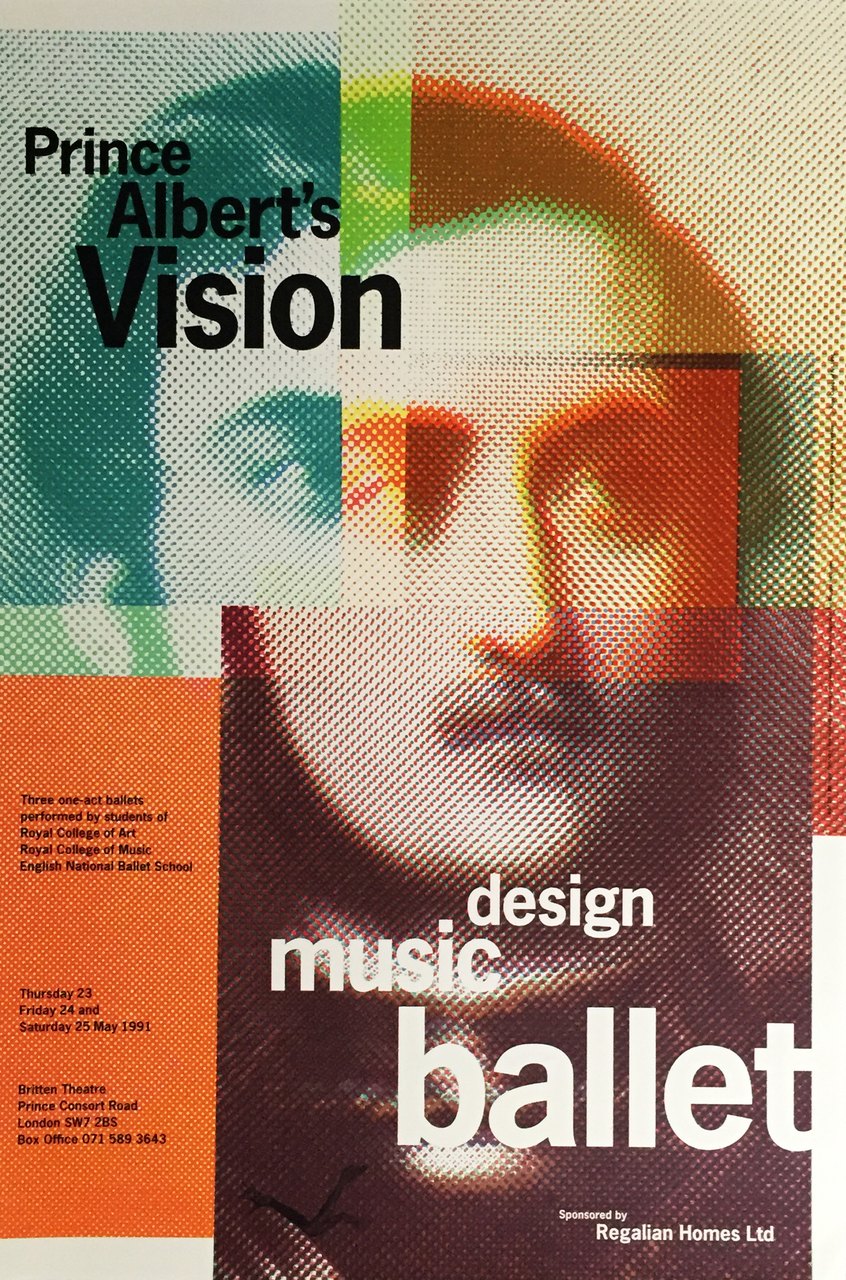 Prince
Albert's
Vision
Three one-act ballets
performed by students of
Royal College of Art
Royal College of Music
English National Ballet School
design
music
ballet
Thursday 23
Friday 24 and
Saturday 25 May 1991
Britten Theatre
Prince Consort Road
London SW7 2BS
Box Office 071 589 3643
Sponsored by
Regalian Homes Ltd